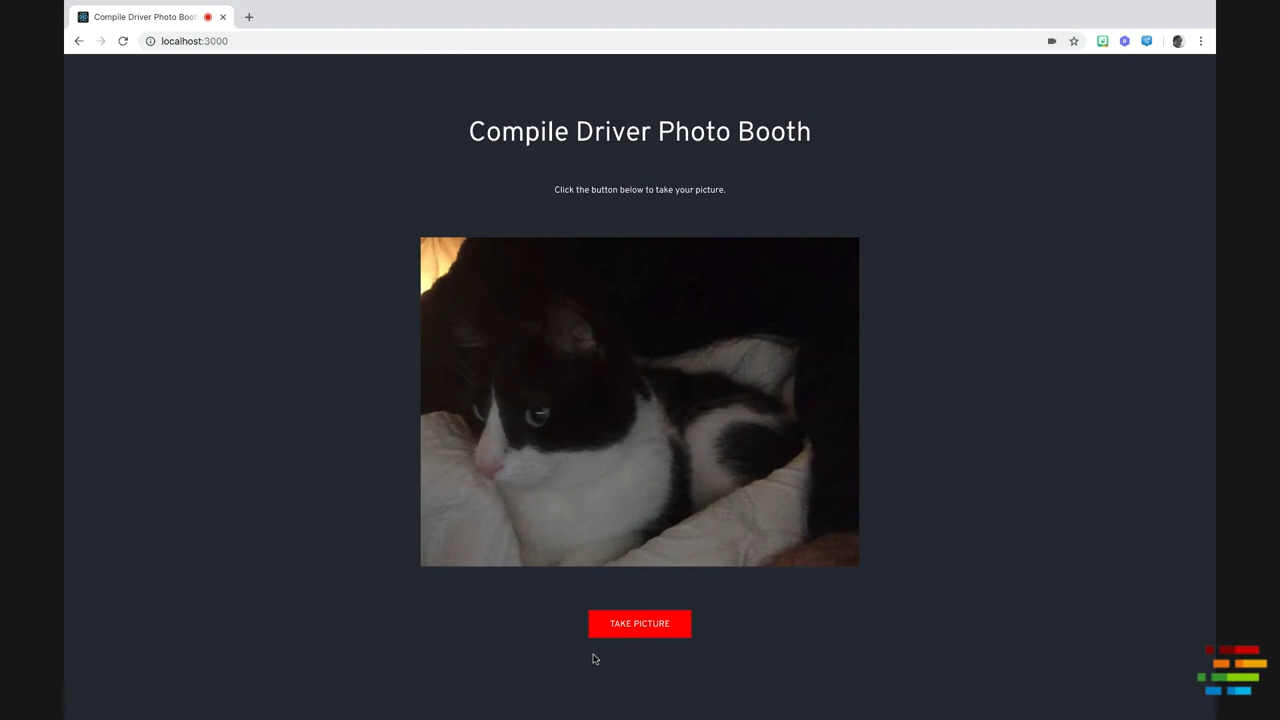 Compile Driver Photo Boot
localhost:3000
Compile Driver Photo Booth
Click the button below to take your picture.
TAKE PICTURE